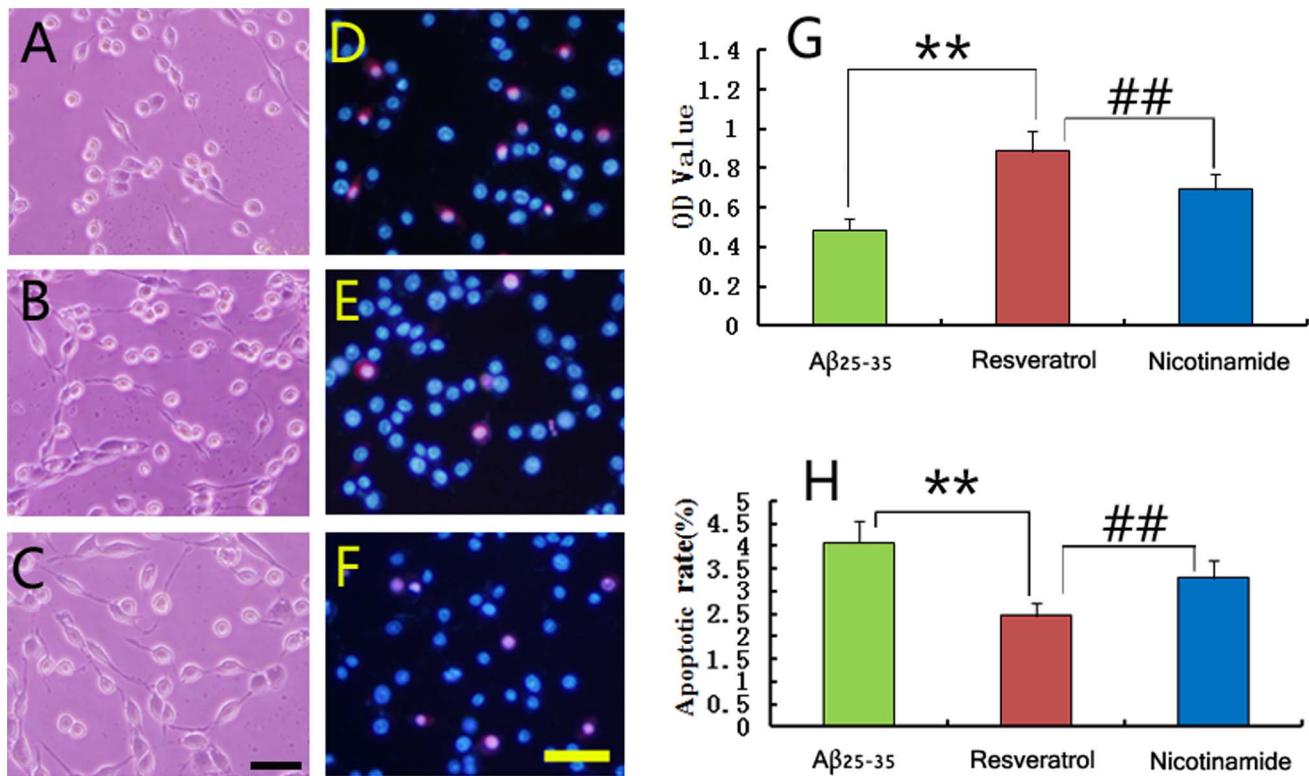 A
D
B
E
C
F
G
**
##
1.4
1.2
1
0.8
0.6
0.4
0.2
0
OD Value
Aβ25-35
Resveratrol
Nicotinamide
H
**
##
5
4.5
4
3.5
3
2.5
2
1.5
1
0.5
0
Apoptotic rate(%)
Aβ25-35
Resveratrol
Nicotinamide